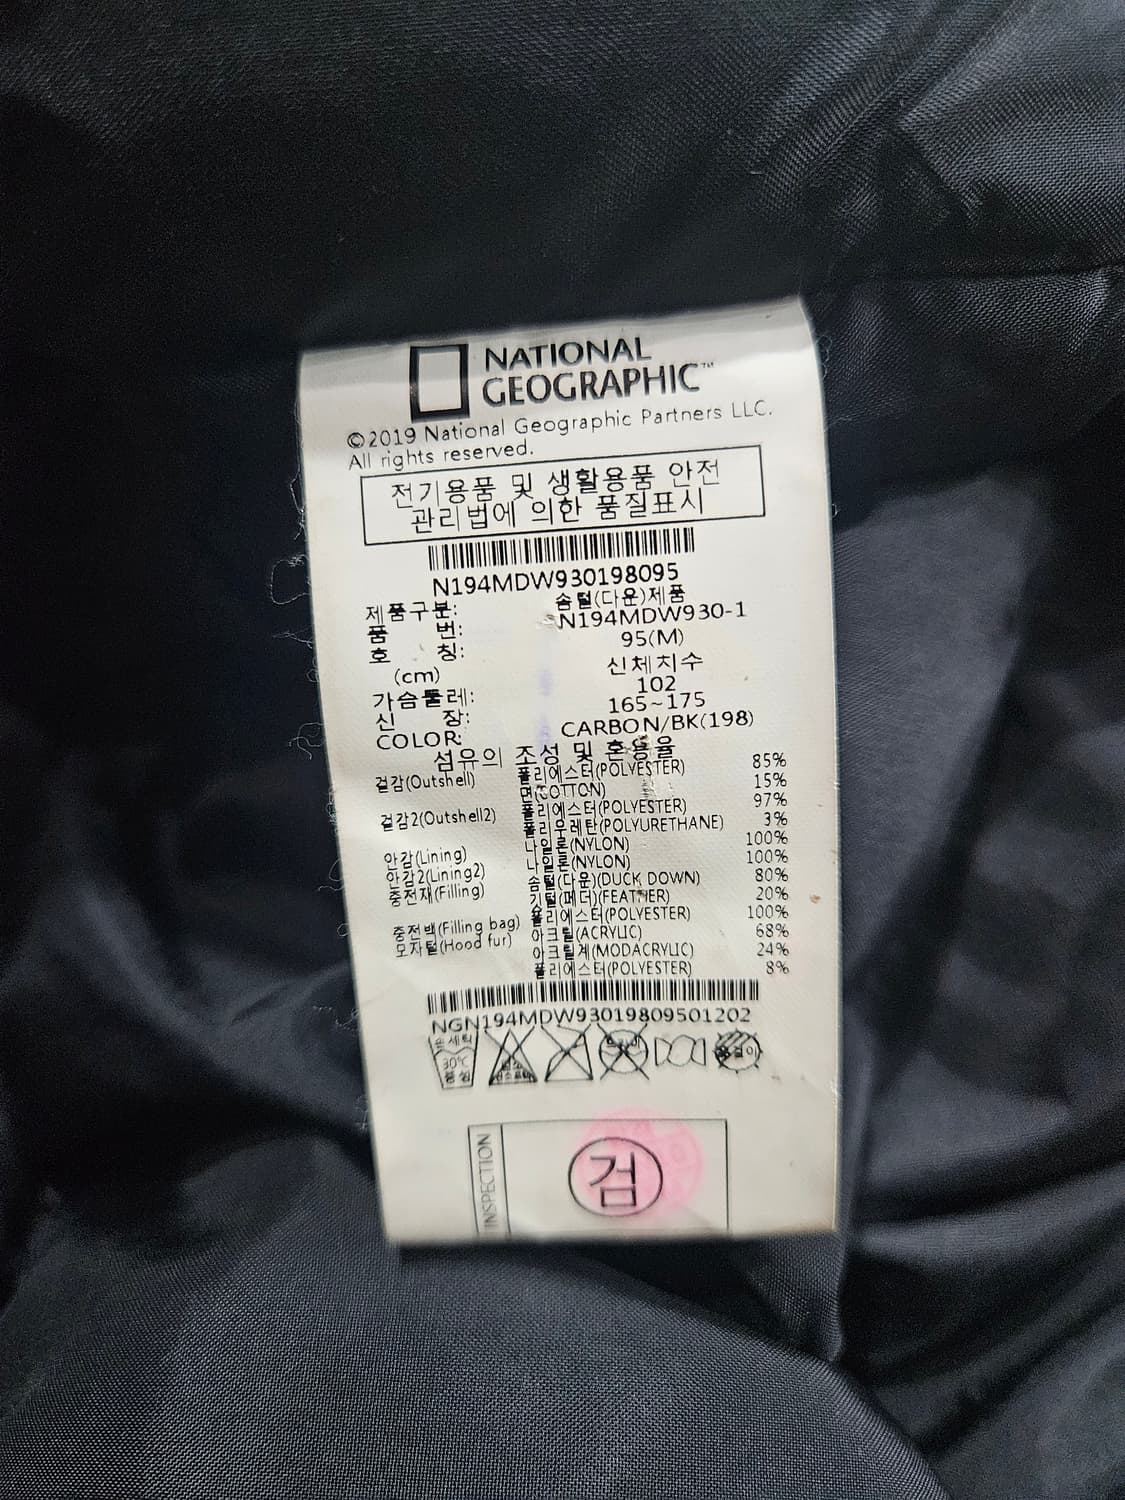 NATIONAL
GEOGRAPHIC™
©2019 National Geographic Partners LLC.
All rights reserved.
전기용품 및 생활용품 안전
관리법에 의한 품질표시
N194MDW930198095
제품구분: 솜털(다운)제품
품 번: N194MDW930-1
호 칭: 95(M)
(cm) 신체치수
가슴둘레: 102
신 장: 165~175
COLOR: CARBON/BK(198)
섬유의 조성 및 혼용율
겉감(Outshell) 폴리에스터(POLYESTER) 85%
면(COTTON) 15%
겉감2(Outshell2) 폴리에스터(POLYESTER) 97%
폴리우레탄(POLYURETHANE) 3%
안감(Lining) 나일론(NYLON) 100%
안감2(Lining2) 나일론(NYLON) 100%
충전재(Filling) 솜털(다운)(DUCK DOWN) 80%
기털(페더)(FEATHER) 20%
충전백(Filling bag) 폴리에스터(POLYESTER) 100%
모자털(Hood fur) 아크릴(ACRYLIC) 68%
아크릴계(MODACRYLIC) 24%
폴리에스터(POLYESTER) 8%
NGN194MDW93019809501202
손세탁
30℃
중성
INSPECTION
검